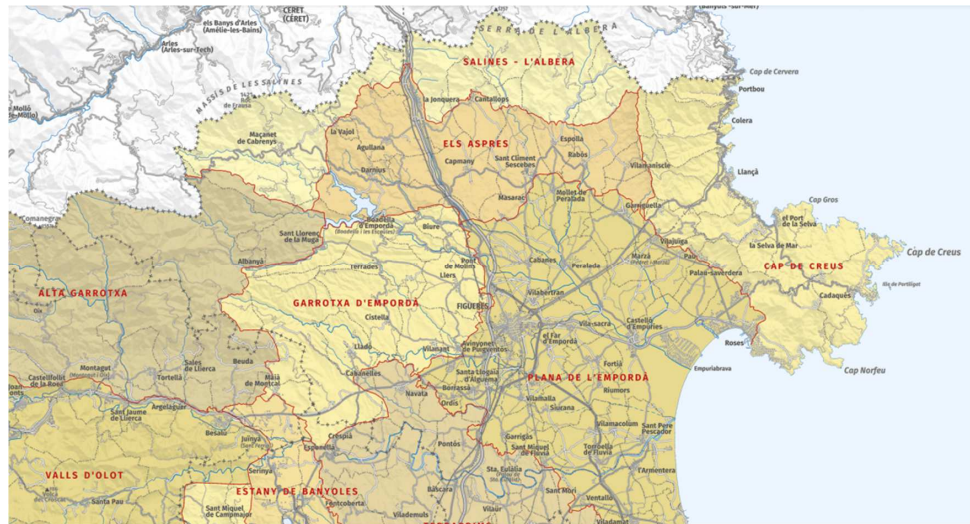 CERET
(CÉRET)
els Banys d'Arles
(Amélie-les-Bains)
Arles
(Arles-sur-Tech)
SERRA DE L'ALBERA
SALINES - L'ALBERA
Cap de Cervera
Portbou
MASSÍS DE LES SALINES
la Jonquera
Cantallops
Colera
Maçanet
de Cabrenys
la Vajol
Agullana
ELS ASPRES
Espolla
Capmany
Sant Climent
Sescebes
Rabós
Vilamaniscle
Llançà
Darnius
Masarac
Mollet de
Peralada
Garriguella
Cap Gros
Comanegra
Boadella
d'Empordà
Biure
el Port
de la Selva
Sant Llorenç
de la Muga
Vilajuïga
la Selva de Mar
Cap de Creus
Albanyà
Terrades
Pont
de Molins
Llers
Cabanes
Peralada
Marzà
Pau
Palau-saverdera
CAP DE CREUS
ALTA GARROTXA
Oix
GARROTXA D'EMPORDÀ
FIGUERES
Vilabertran
Cadaqués
Cistella
Vila-sacra
Castelló
d'Empúries
Lladó
Vilanant
Avinyonet
de Puigventós
el Far
d'Empordà
Roses
Montagut
Castellfollit
de la Roca
Sales
de Llierca
Beuda
Tortellà
Maià
de Montcal
Cabanelles
Santa Llogaia
d'Àlguema
Fortià
Empuriabrava
Cap Norfeu
PLANA DE L'EMPORDÀ
Navata
Borrassà
Ordis
Riumors
Vilamalla
Siurana
Sant Jaume
de Llierca
Argelaguer
Besalú
Vilamacolum
Sant Pere
Pescador
Juinyà
Crespià
Esponellà
Pontós
Garrigàs
Sant Miquel
de Fluvià
Torroella
de Fluvià
VALLS D'OLOT
Serinyà
Sta. Eulàlia
l'Armentera
ESTANY DE BANYOLES
Santa Pau
Bàscara
Sant Mori
Ventalló
Fontcoberta
Sant Miquel
de Campmajor
Vilademuls
Vilaür
Viladamat